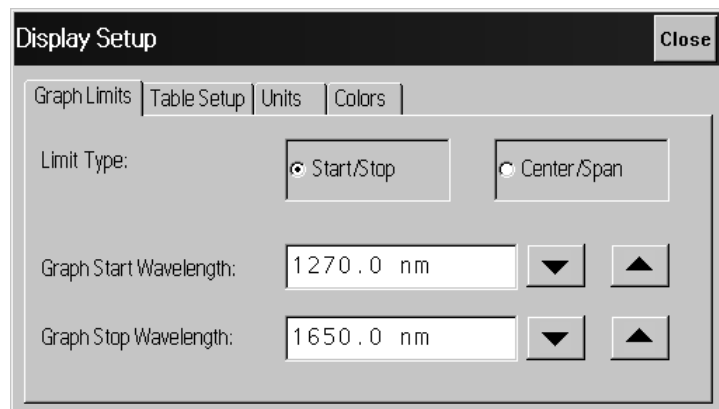 Display Setup Close
Graph Limits Table Setup Units Colors
Limit Type: Start/Stop Center/Span
Graph Start Wavelength: 1270.0 nm
Graph Stop Wavelength: 1650.0 nm